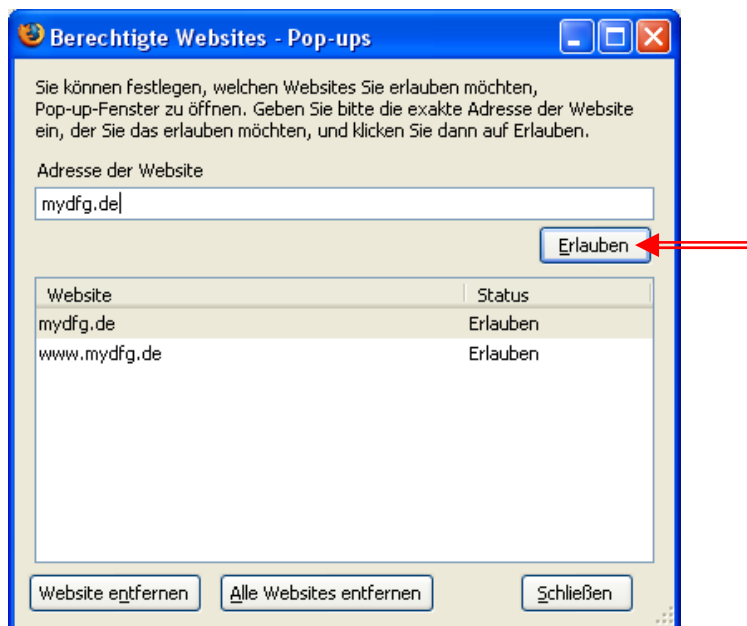 Berechtigte Websites - Pop-ups
Sie können festlegen, welchen Websites Sie erlauben möchten,
Pop-up-Fenster zu öffnen. Geben Sie bitte die exakte Adresse der Website
ein, der Sie das erlauben möchten, und klicken Sie dann auf Erlauben.
Adresse der Website
mydfg.de
Erlauben
Website Status
mydfg.de Erlauben
www.mydfg.de Erlauben
Website entfernen Alle Websites entfernen Schließen